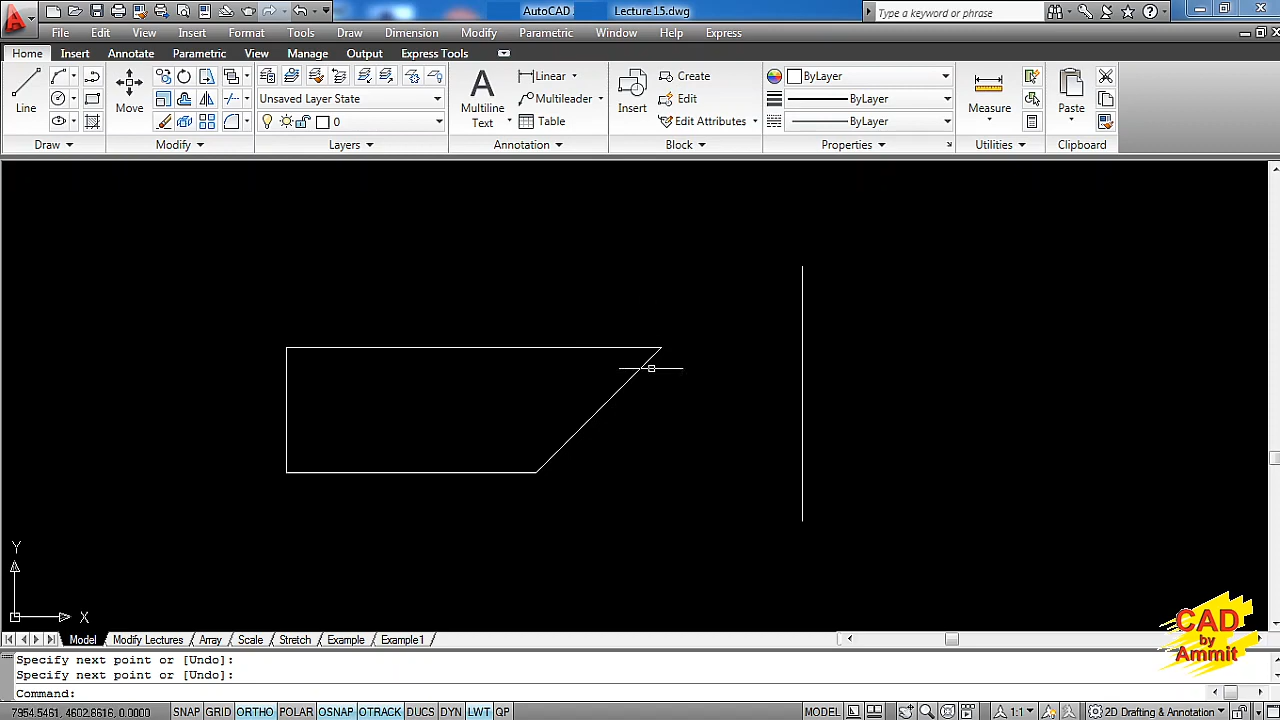 AutoCAD Lecture 15.dwg Type a keyword or phrase
File Edit View Insert Format Tools Draw Dimension Modify Parametric Window Help Express
Home Insert Annotate Parametric View Manage Output Express Tools
Linear Create ByLayer
Unsaved Layer State Multileader Edit ByLayer
Line Move Multiline Text Insert Measure Paste
0 Table Edit Attributes ByLayer
Draw Modify Layers Annotation Block Properties Utilities Clipboard
Y
X
CAD
by
Ammit
Model Modify Lectures Array Scale Stretch Example Example1
Specify next point or [Undo]:
Specify next point or [Undo]:
Command:
7954.5461, 4602.6616, 0.0000 SNAP GRID ORTHO POLAR OSNAP OTRACK DUCS DYN LWT QP MODEL 1:1 2D Drafting & Annotation